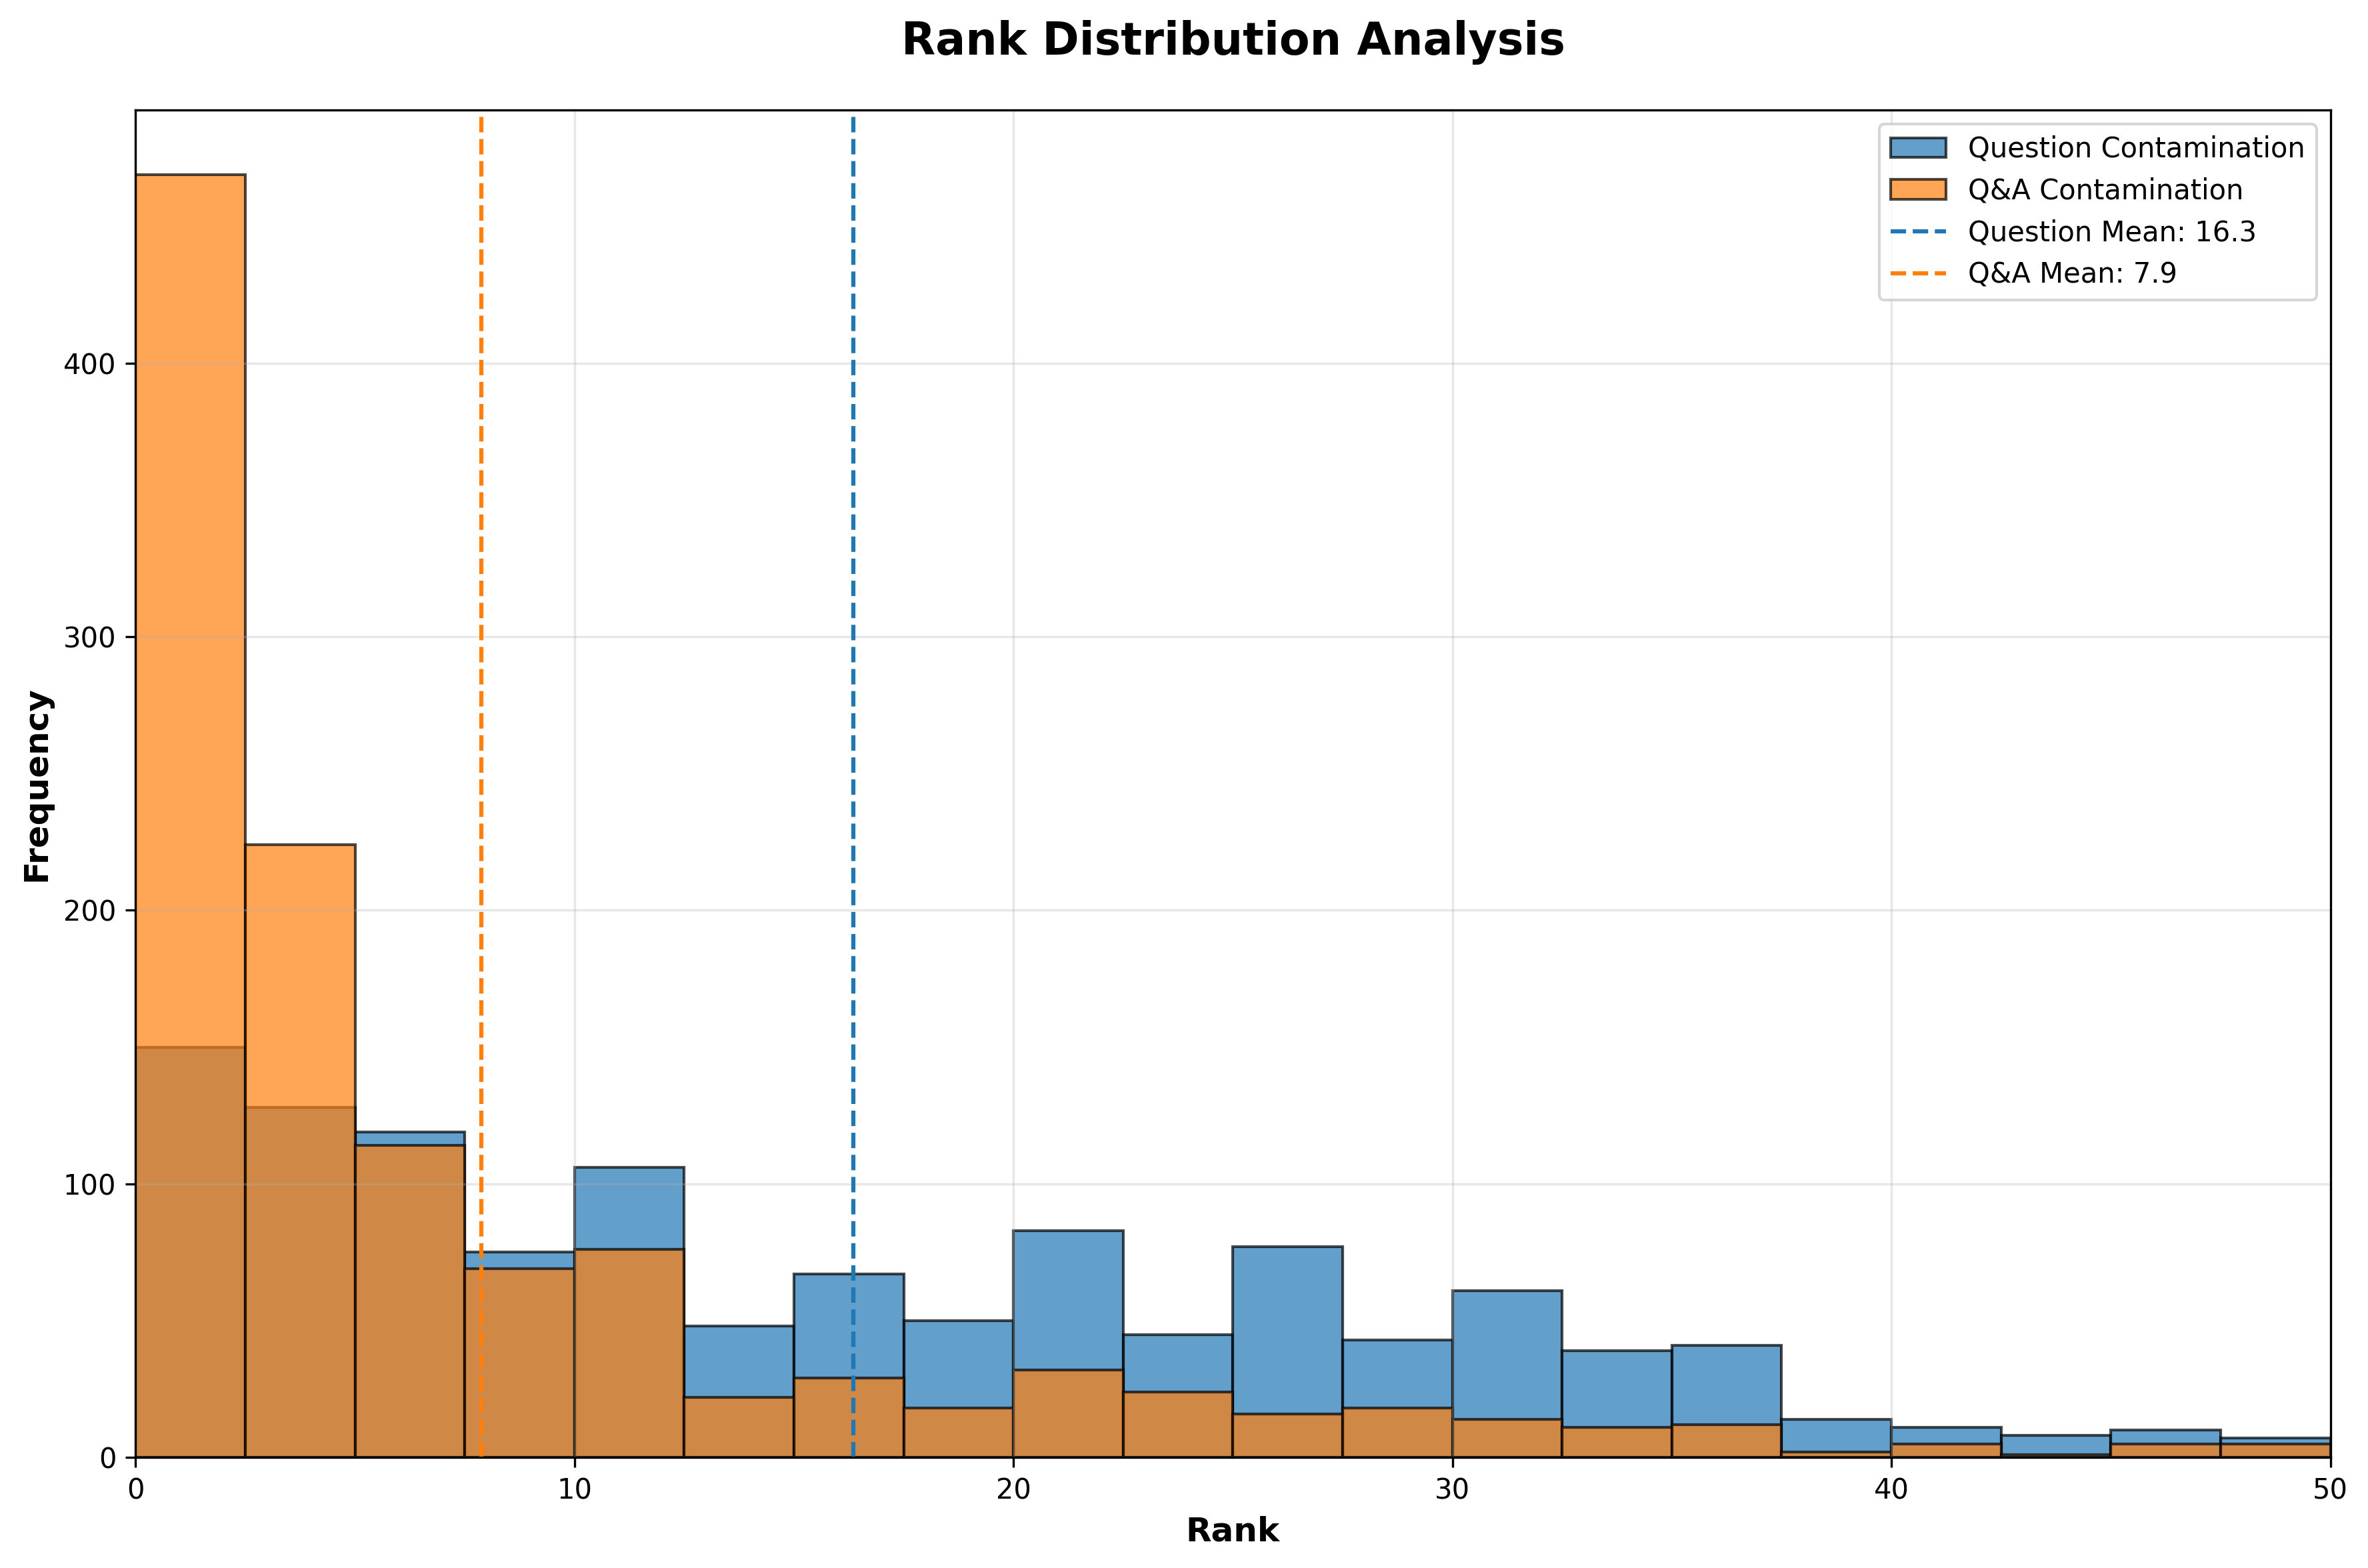 Rank Distribution Analysis
Question Contamination
Q&A Contamination
Question Mean: 16.3
Q&A Mean: 7.9
Frequency
400
300
200
100
0
0 10 20 30 40 50
Rank